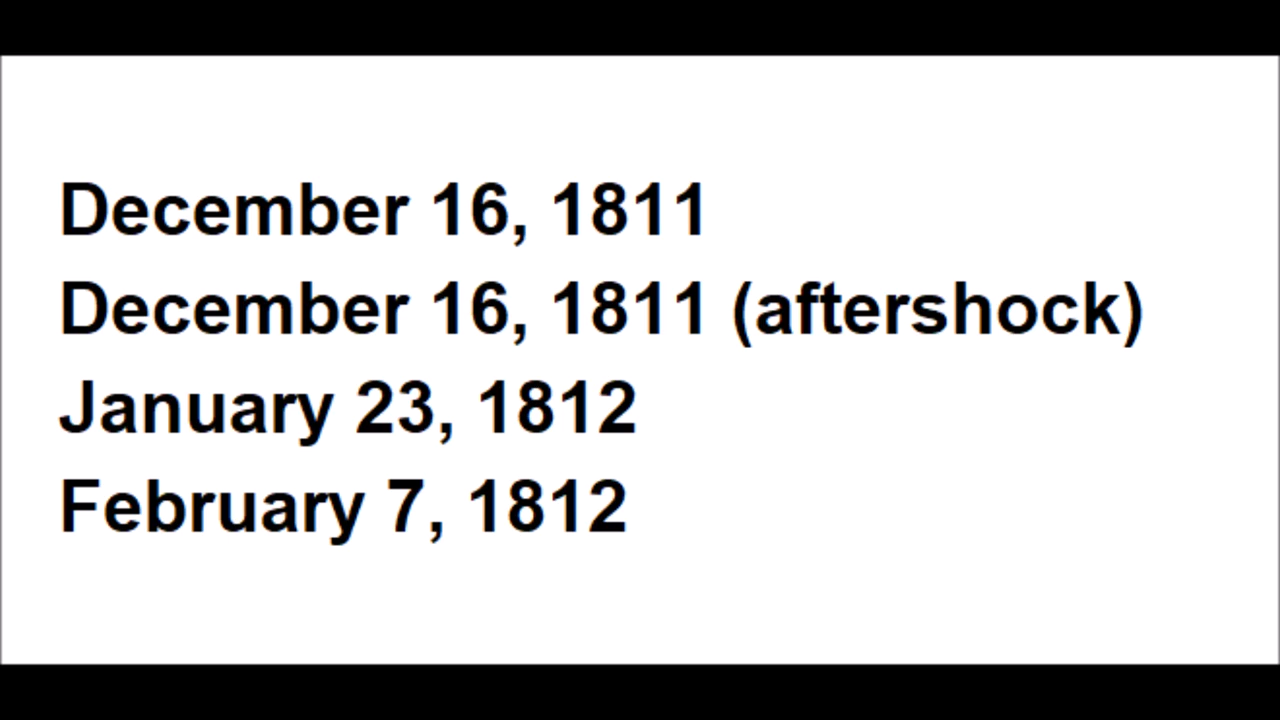 December 16, 1811
December 16, 1811 (aftershock)
January 23, 1812
February 7, 1812